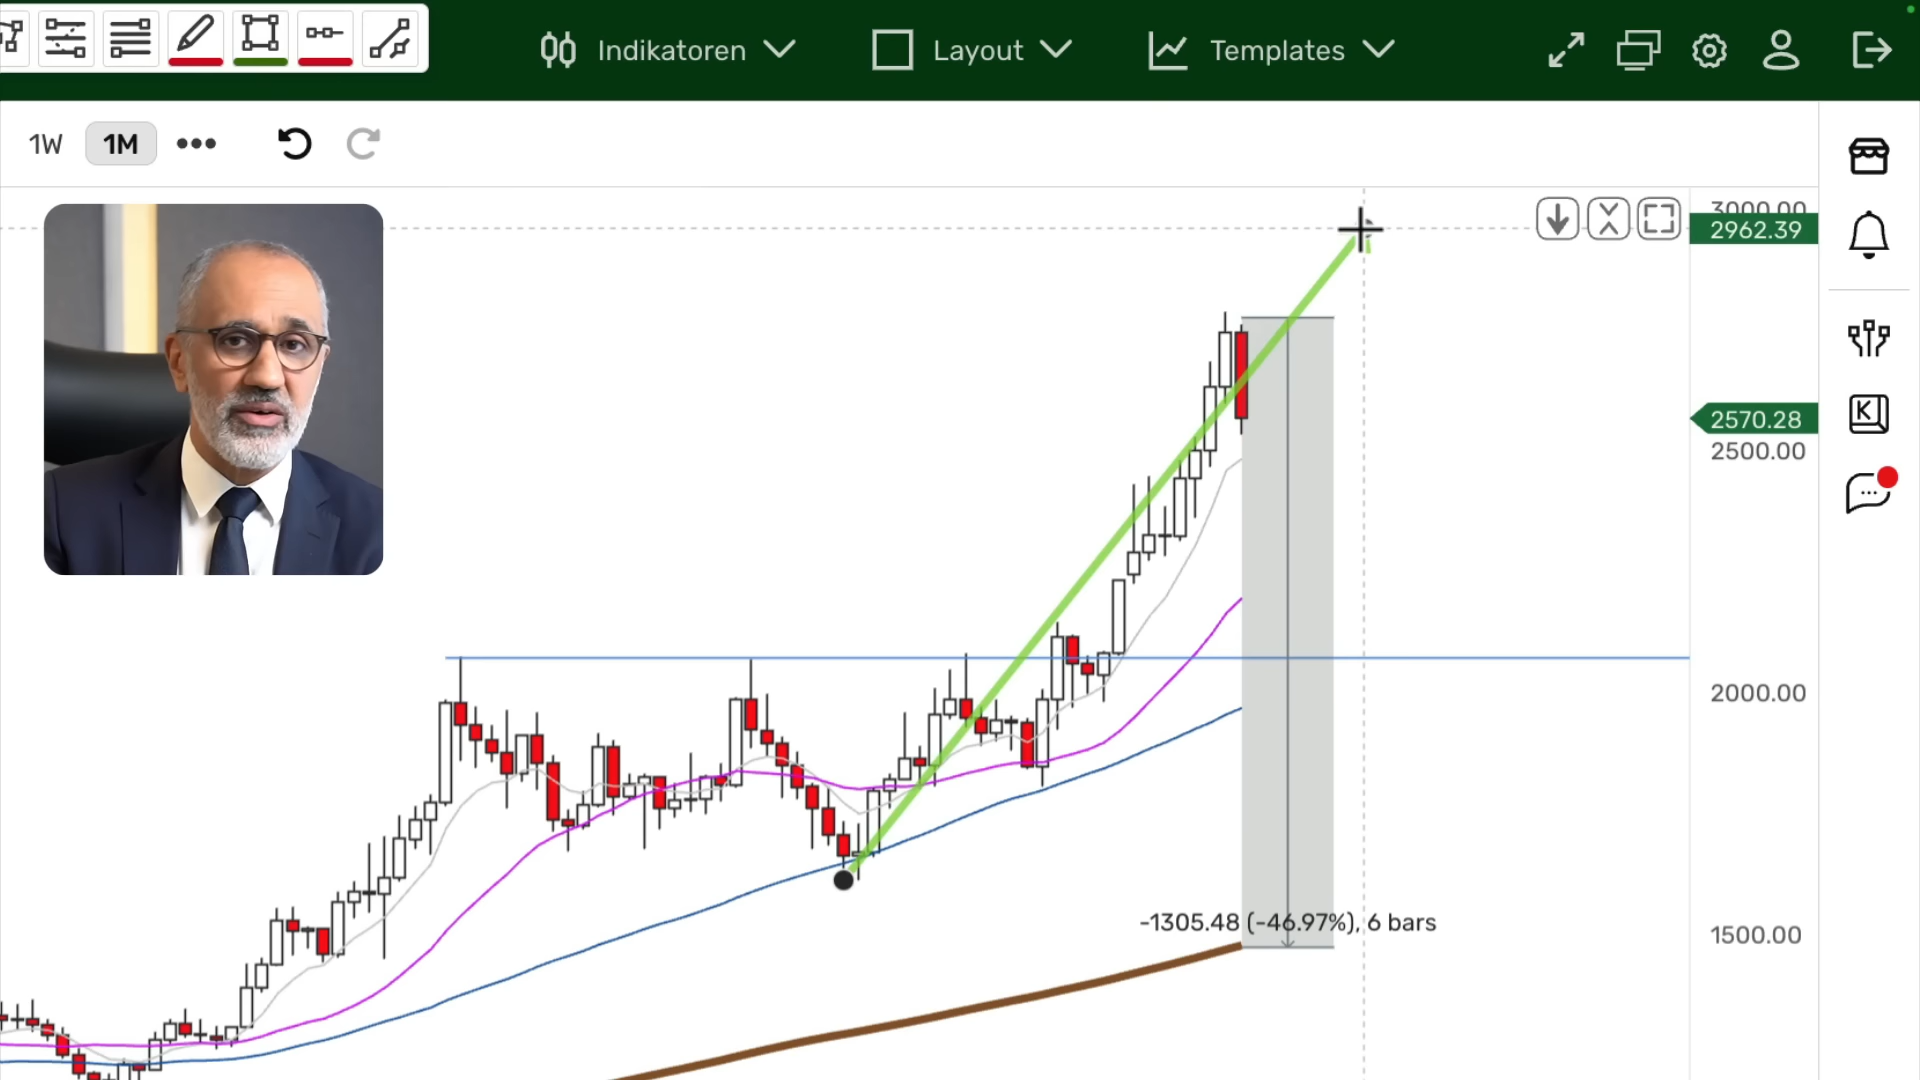 Indikatoren
Layout
Templates
1W
1M
3000.00
2962.39
2570.28
2500.00
2000.00
-1305.48 (-46.97%), 6 bars
1500.00
K